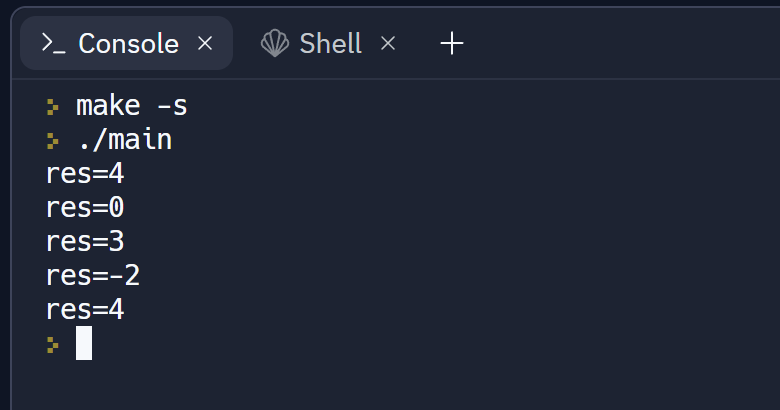 Console × Shell × +
make -s
./main
res=4
res=0
res=3
res=-2
res=4